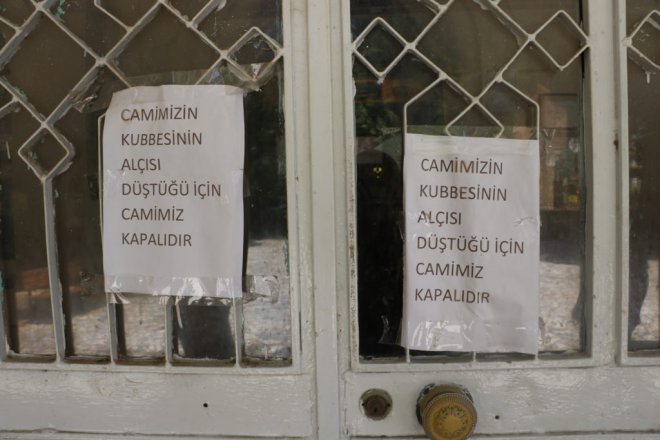 CAMİMİZİN
KUBBESİNİN
ALÇISI
DÜŞTÜĞÜ İÇİN
CAMİMİZ
KAPALIDIR
CAMİMİZİN
KUBBESİNİN
ALÇISI
DÜŞTÜĞÜ İÇİN
CAMİMİZ
KAPALIDIR